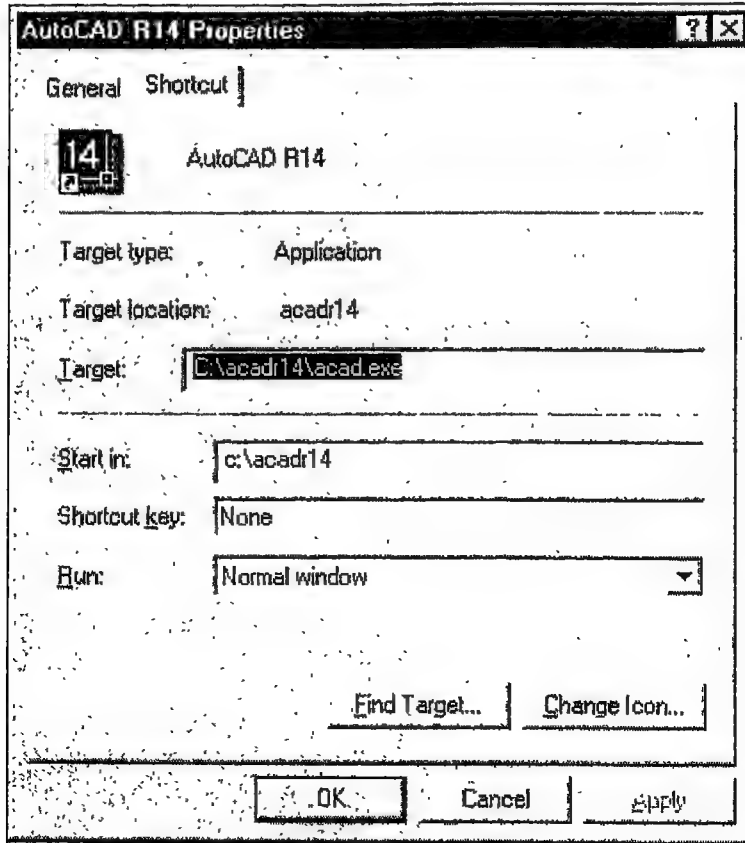 AutoCAD R14 Properties ? ×
General Shortcut
14 AutoCAD R14
Target type: Application
Target location: acadr14
Target: C:\acadr14\acad.exe
Start in: c:\acadr14
Shortcut key: None
Run: Normal window
Find Target... Change Icon...
OK Cancel Apply